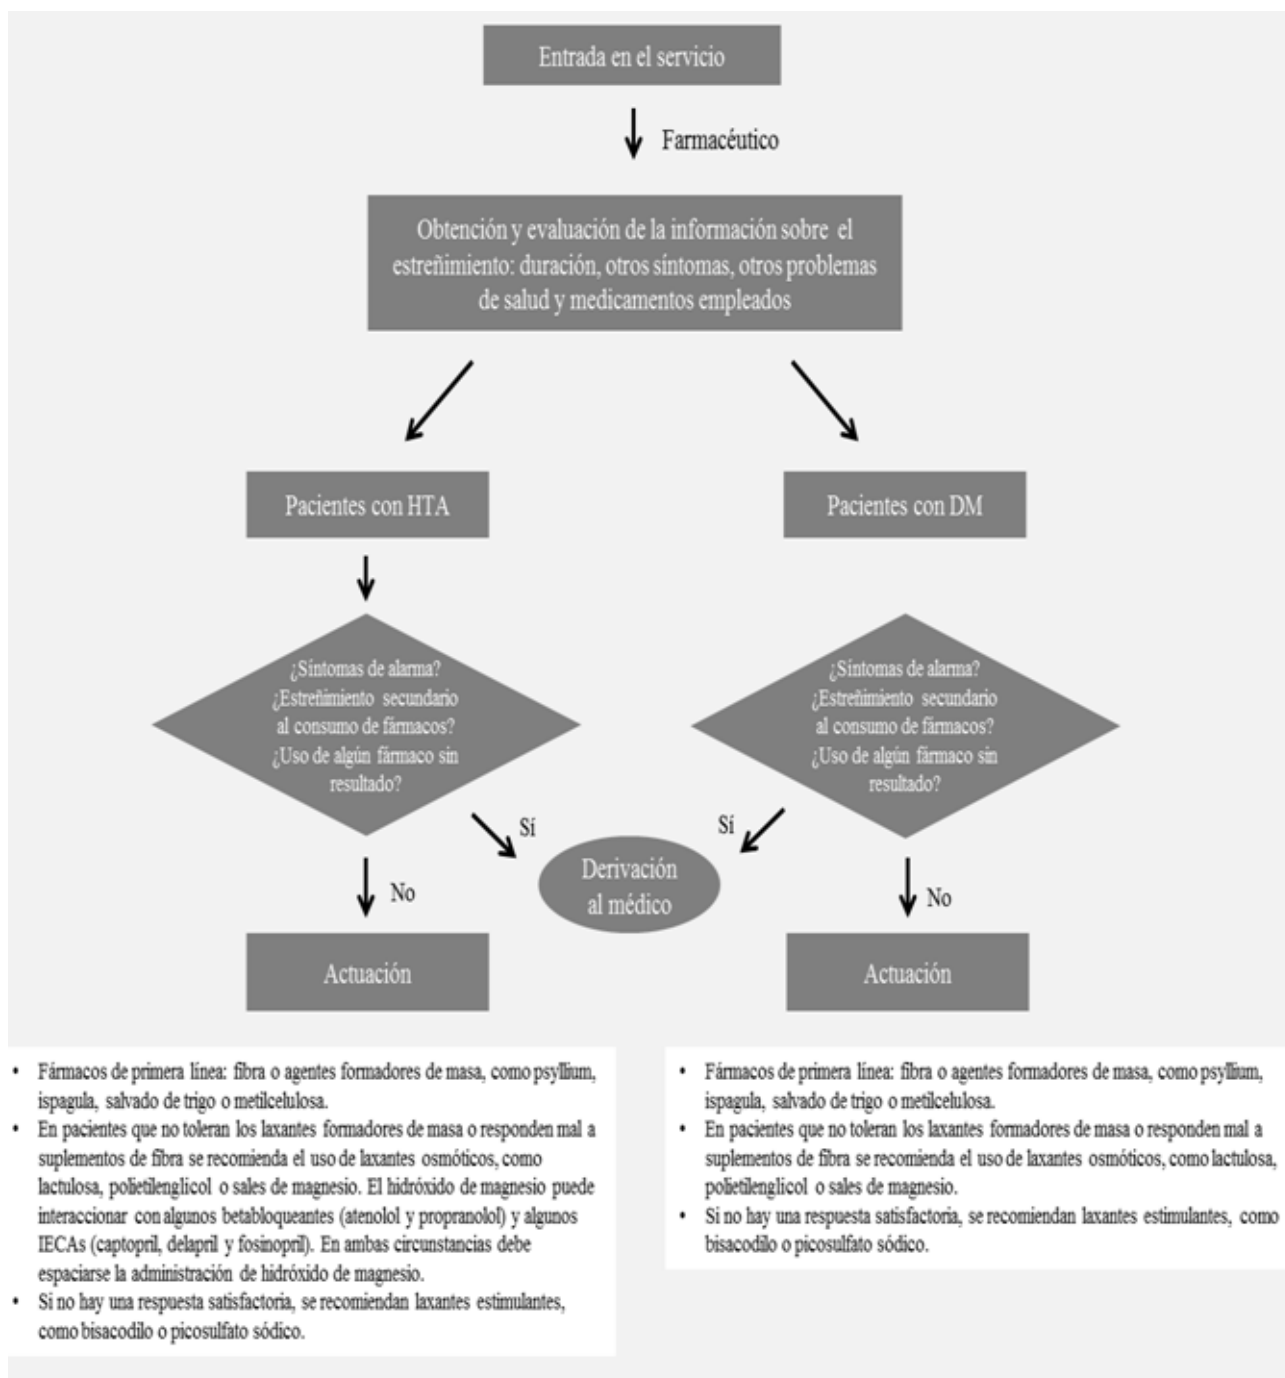 Entrada en el servicio
Farmacéutico
Obtención y evaluación de la información sobre el
estreñimiento: duración, otros síntomas, otros problemas
de salud y medicamentos empleados
Pacientes con HTA
Pacientes con DM
¿Síntomas de alarma?
¿Estreñimiento secundario
al consumo de fármacos?
¿Uso de algún fármaco sin
resultado?
¿Síntomas de alarma?
¿Estreñimiento secundario
al consumo de fármacos?
¿Uso de algún fármaco sin
resultado?
Sí
Sí
Derivación
al médico
No
No
Actuación
Actuación
• Fármacos de primera línea: fibra o agentes formadores de masa, como psyllium,
ispagula, salvado de trigo o metilcelulosa.
• En pacientes que no toleran los laxantes formadores de masa o responden mal a
suplementos de fibra se recomienda el uso de laxantes osmóticos, como
lactulosa, polietilenglicol o sales de magnesio. El hidróxido de magnesio puede
interaccionar con algunos betabloqueantes (atenolol y propranolol) y algunos
IECAs (captopril, delapril y fosinopril). En ambas circunstancias debe
espaciarse la administración de hidróxido de magnesio.
• Si no hay una respuesta satisfactoria, se recomiendan laxantes estimulantes,
como bisacodilo o picosulfato sódico.
• Fármacos de primera línea: fibra o agentes formadores de masa, como psyllium,
ispagula, salvado de trigo o metilcelulosa.
• En pacientes que no toleran los laxantes formadores de masa o responden mal a
suplementos de fibra se recomienda el uso de laxantes osmóticos, como lactulosa,
polietilenglicol o sales de magnesio.
• Si no hay una respuesta satisfactoria, se recomiendan laxantes estimulantes, como
bisacodilo o picosulfato sódico.